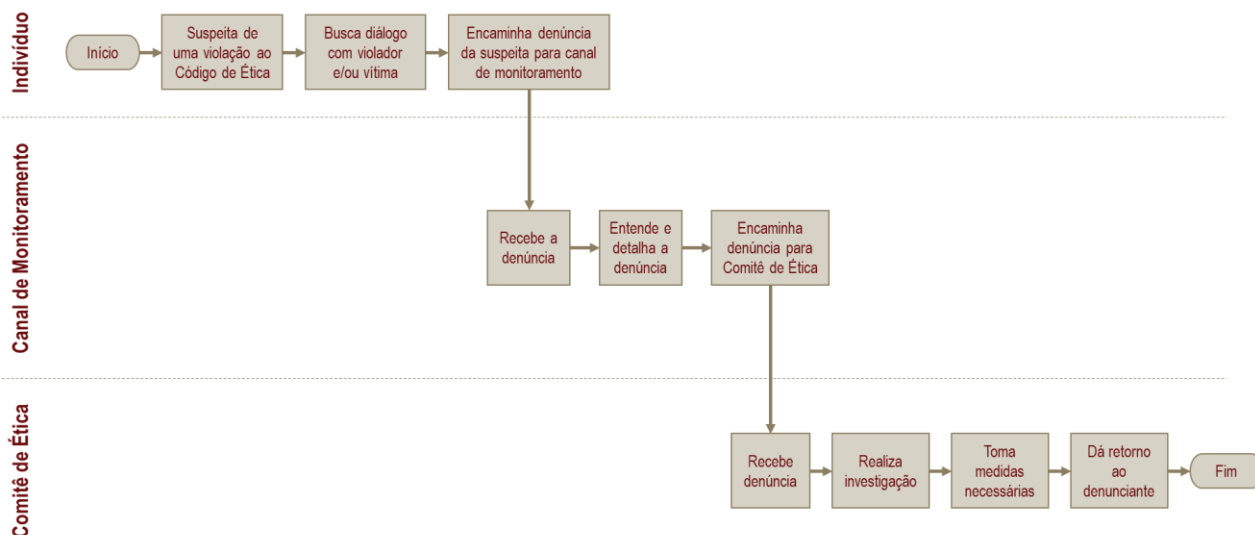 Indivíduo
Início
Suspeita de
uma violação ao
Código de Ética
Busca diálogo
com violador
e/ou vítima
Encaminha denúncia
da suspeita para canal
de monitoramento
Canal de Monitoramento
Recebe a
denúncia
Entende e
detalha a
denúncia
Encaminha
denúncia para
Comitê de Ética
Comitê de Ética
Recebe
denúncia
Realiza
investigação
Toma
medidas
necessárias
Dá retorno
ao
denunciante
Fim